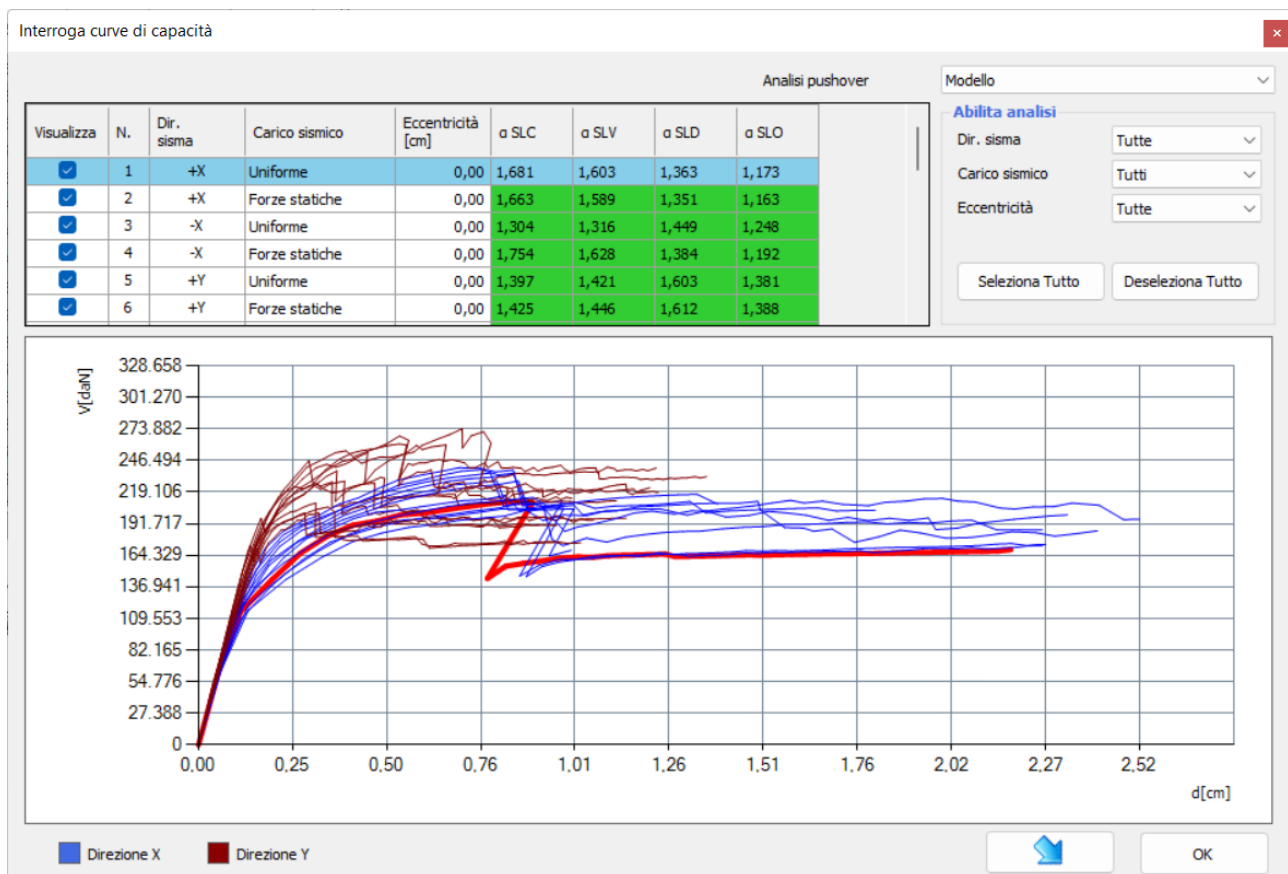 Interroga curve di capacità
Analisi pushover Modello
Visualizza N. Dir. sisma Carico sismico Eccentricità [cm] α SLC α SLV α SLD α SLO
1 +X Uniforme 0,00 1,681 1,603 1,363 1,173
2 +X Forze statiche 0,00 1,663 1,589 1,351 1,163
3 -X Uniforme 0,00 1,304 1,316 1,449 1,248
4 -X Forze statiche 0,00 1,754 1,628 1,384 1,192
5 +Y Uniforme 0,00 1,397 1,421 1,603 1,381
6 +Y Forze statiche 0,00 1,425 1,446 1,612 1,388
Abilita analisi
Dir. sisma Tutte
Carico sismico Tutti
Eccentricità Tutte
Seleziona Tutto Deseleziona Tutto
V[daN]
328.658
301.270
273.882
246.494
219.106
191.717
164.329
136.941
109.553
82.165
54.776
27.388
0
0,00 0,25 0,50 0,76 1,01 1,26 1,51 1,76 2,02 2,27 2,52
d[cm]
Direzione X Direzione Y
OK